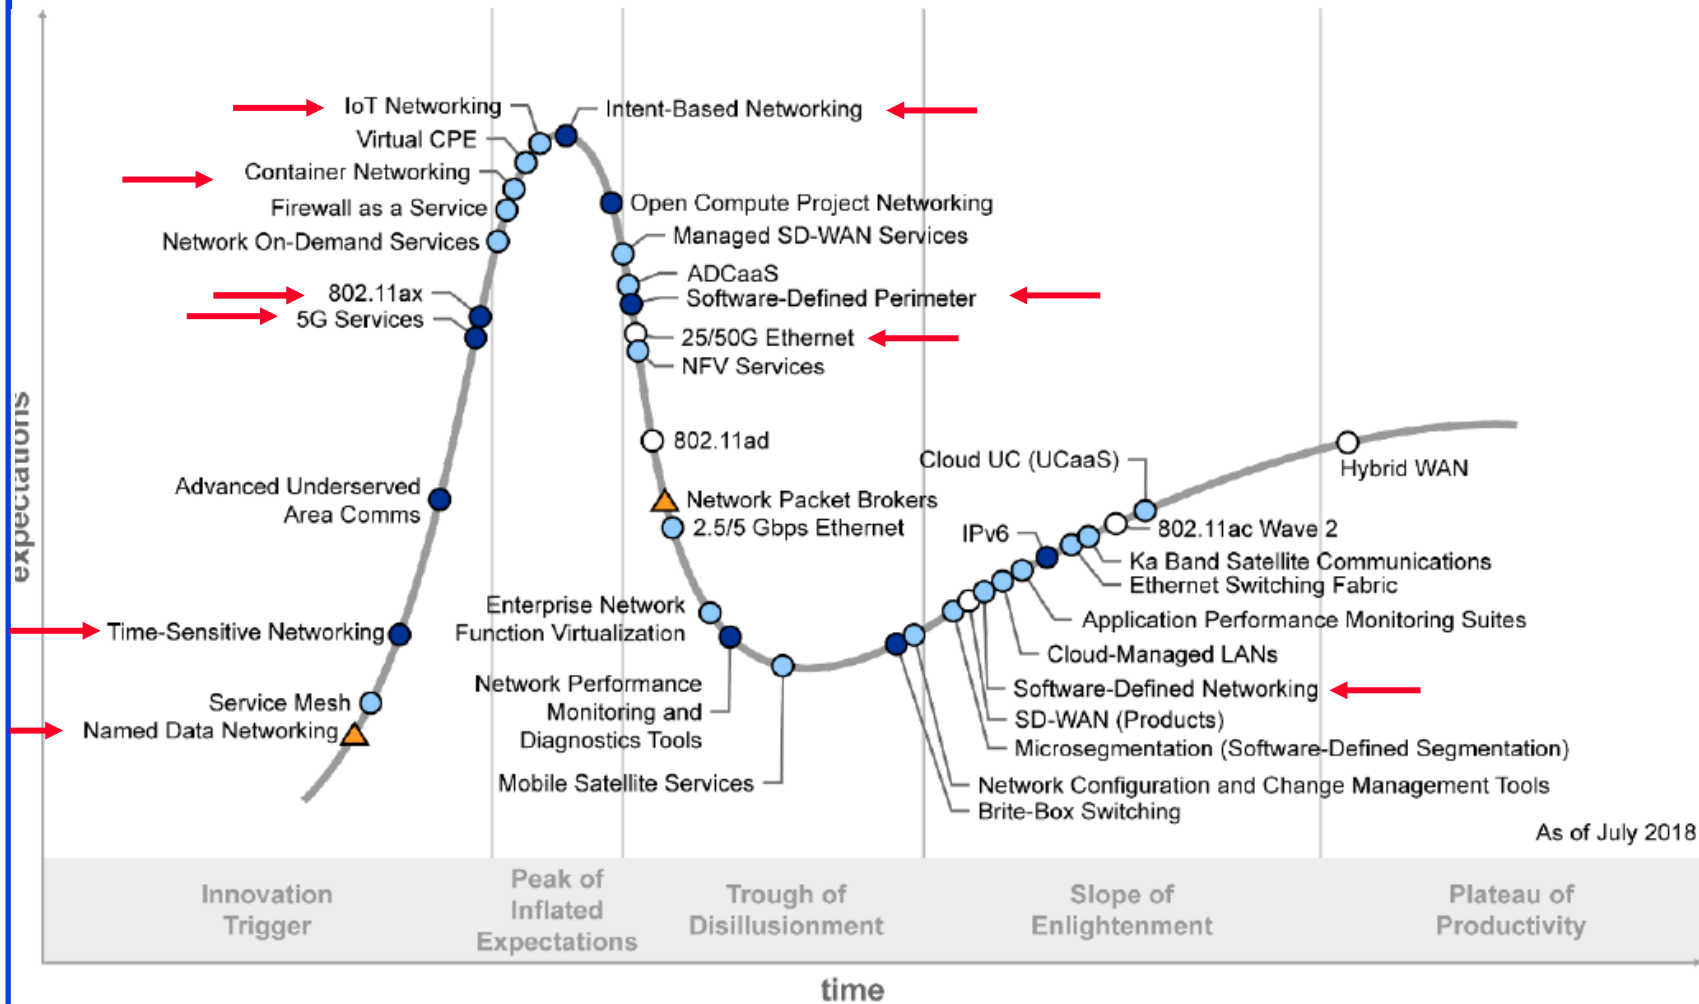 IoT Networking
Intent-Based Networking
Virtual CPE
Container Networking
Firewall as a Service
Open Compute Project Networking
Network On-Demand Services
Managed SD-WAN Services
ADCaaS
802.11ax
Software-Defined Perimeter
5G Services
25/50G Ethernet
NFV Services
802.11ad
Cloud UC (UCaaS)
Hybrid WAN
Advanced Underserved
Area Comms
Network Packet Brokers
2.5/5 Gbps Ethernet
IPv6
802.11ac Wave 2
Ka Band Satellite Communications
Ethernet Switching Fabric
Enterprise Network
Function Virtualization
Application Performance Monitoring Suites
Time-Sensitive Networking
Cloud-Managed LANs
Network Performance
Monitoring and
Diagnostics Tools
Software-Defined Networking
Service Mesh
SD-WAN (Products)
Named Data Networking
Microsegmentation (Software-Defined Segmentation)
Mobile Satellite Services
Network Configuration and Change Management Tools
Brite-Box Switching
As of July 2018
expectations
Innovation
Trigger
Peak of
Inflated
Expectations
Trough of
Disillusionment
Slope of
Enlightenment
Plateau of
Productivity
time